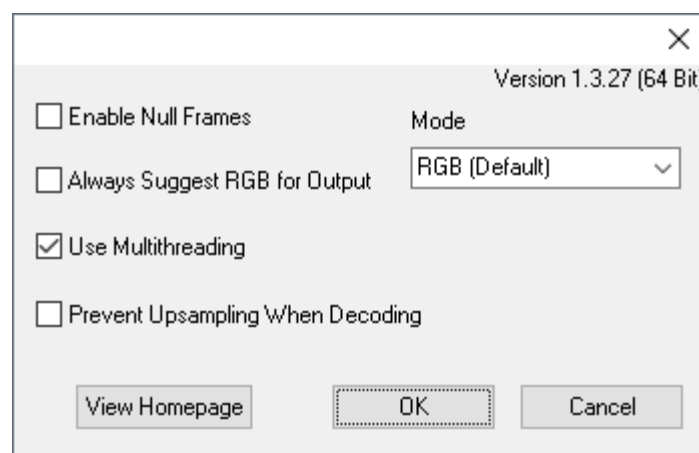 Version 1.3.27 (64 Bit)
Enable Null Frames
Mode
Always Suggest RGB for Output
RGB (Default)
Use Multithreading
Prevent Upsampling When Decoding
View Homepage
OK
Cancel